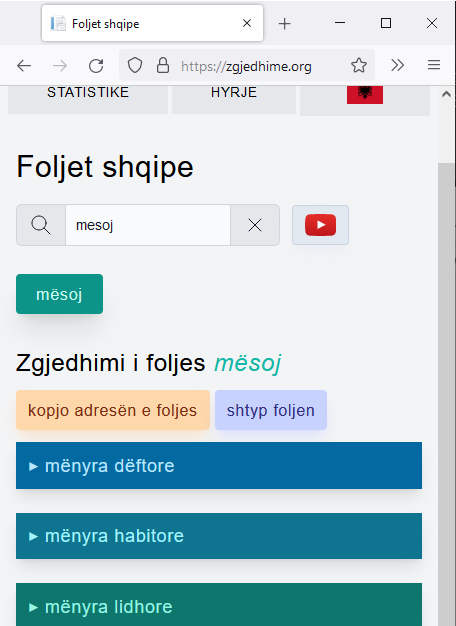 Foljet shqipe
https://zgjedhime.org
STATISTIKE
HYRJE
Foljet shqipe
mesoj
mësoj
Zgjedhimi i foljes mësoj
kopjo adresën e foljes
shtyp foljen
▸ mënyra dëftore
▸ mënyra habitore
▸ mënyra lidhore